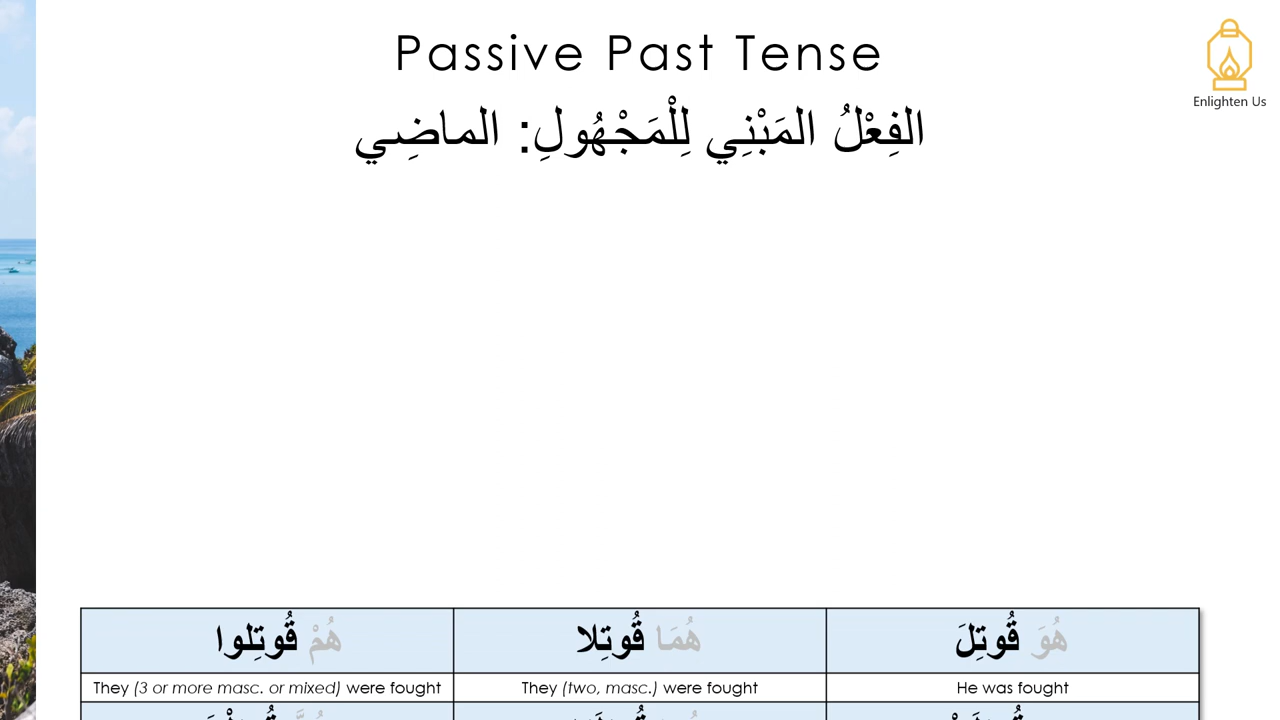 Passive Past Tense
الفِعْلُ المَبْنِي لِلْمَجْهُولِ: الماضِي
Enlighten Us
هُوَ قُوتِلَ
هُمَا قُوتِلا
هُمْ قُوتِلوا
He was fought
They (two, masc.) were fought
They (3 or more masc. or mixed) were fought